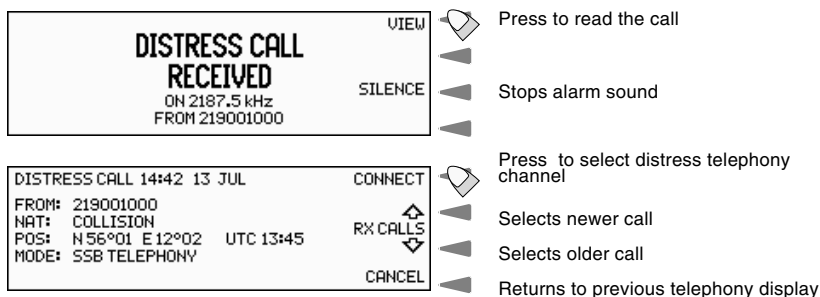 VIEW
Press to read the call
DISTRESS CALL
RECEIVED
SILENCE
Stops alarm sound
ON 2187.5 kHz
FROM 219001000
DISTRESS CALL 14:42 13 JUL
CONNECT
Press to select distress telephony
channel
FROM: 219001000
NAT: COLLISION
POS: N 56°01 E 12°02 UTC 13:45
MODE: SSB TELEPHONY
RX CALLS
Selects newer call
Selects older call
CANCEL
Returns to previous telephony display